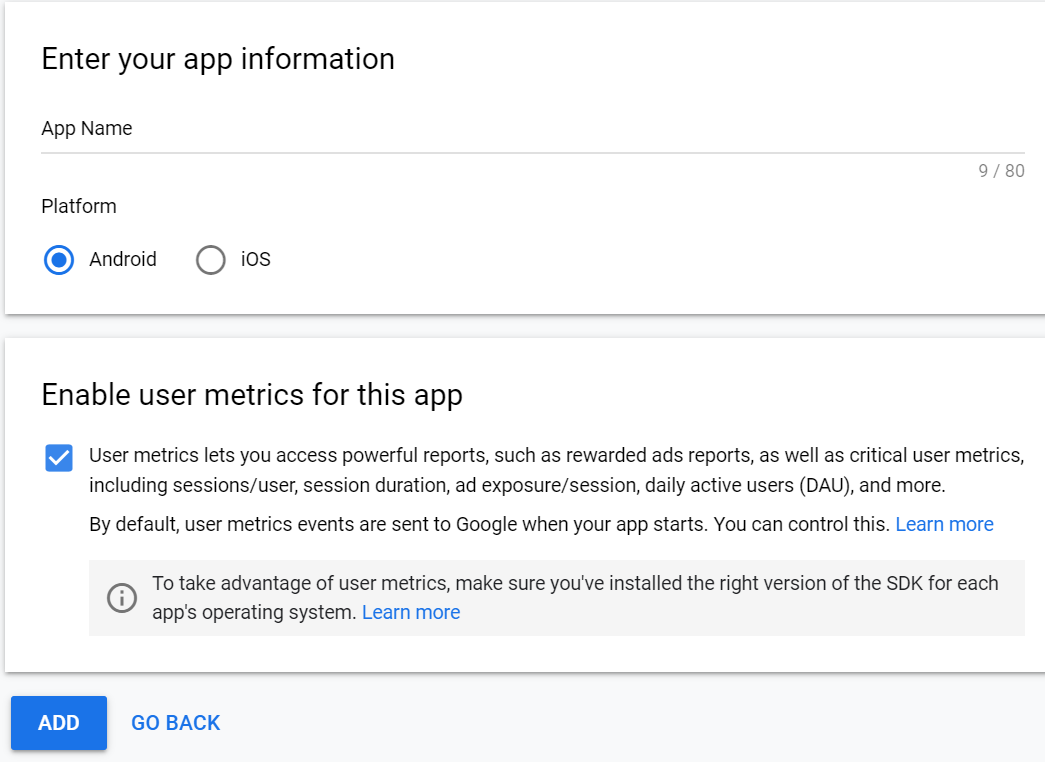 Enter your app information
App Name
9 / 80
Platform
Android iOS
Enable user metrics for this app
User metrics lets you access powerful reports, such as rewarded ads reports, as well as critical user metrics,
including sessions/user, session duration, ad exposure/session, daily active users (DAU), and more.
By default, user metrics events are sent to Google when your app starts. You can control this. Learn more
To take advantage of user metrics, make sure you've installed the right version of the SDK for each
app's operating system. Learn more
ADD GO BACK